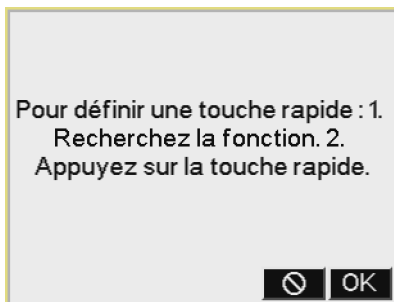 Pour définir une touche rapide : 1.
Recherchez la fonction. 2.
Appuyez sur la touche rapide.
OK